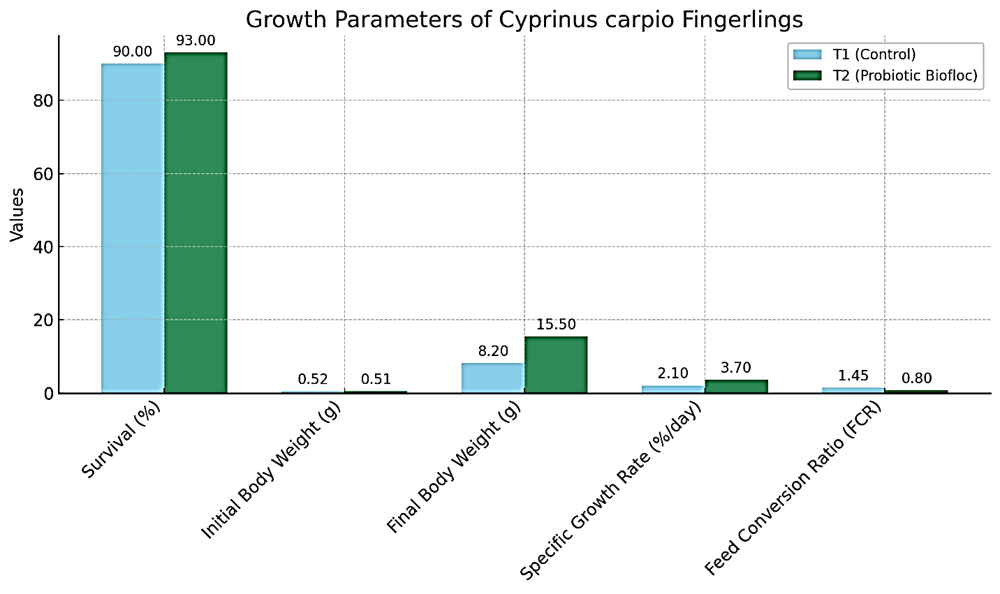 Growth Parameters of Cyprinus carpio Fingerlings
T1 (Control)
T2 (Probiotic Biofloc)
Values
80
60
40
20
0
90.00
93.00
0.52
0.51
8.20
15.50
2.10
3.70
1.45
0.80
Survival (%)
Initial Body Weight (g)
Final Body Weight (g)
Specific Growth Rate (%/day)
Feed Conversion Ratio (FCR)